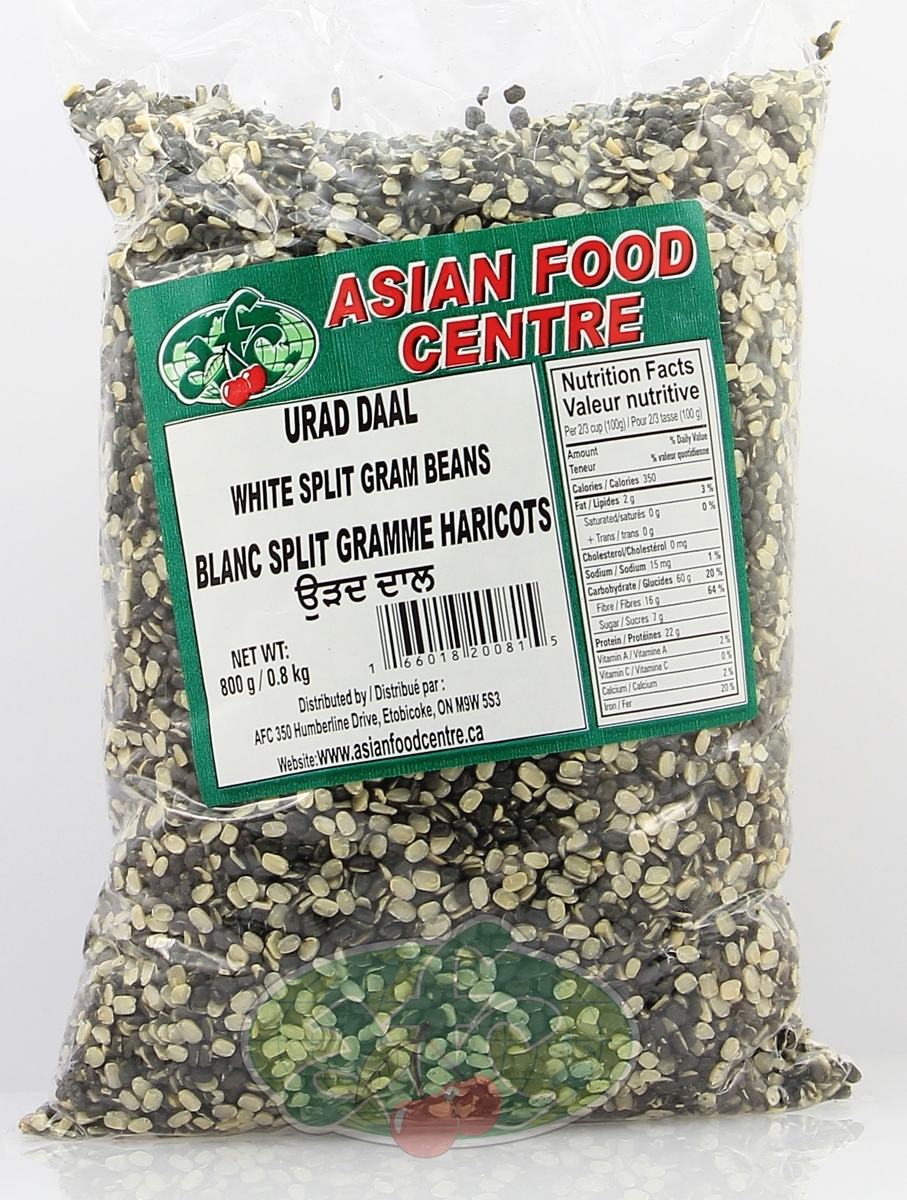 afc
ASIAN FOOD
CENTRE
URAD DAAL
WHITE SPLIT GRAM BEANS
BLANC SPLIT GRAMME HARICOTS
ਉੜਦ ਦਾਲ
NET WT:
800 g / 0.8 kg
1 66018 20081 5
Distributed by / Distribué par :
AFC 350 Humberline Drive, Etobicoke, ON M9W 5S3
Website:www.asianfoodcentre.ca
Nutrition Facts
Valeur nutritive
Per 2/3 cup (100g) / Pour 2/3 tasse (100 g)
Amount % Daily Value
Teneur % valeur quotidienne
Calories / Calories 350
Fat / Lipides 2 g 3 %
Saturated/saturés 0 g 0 %
+ Trans / trans 0 g
Cholesterol/Cholestérol 0 mg
Sodium / Sodium 15 mg 1 %
Carbohydrate / Glucides 60 g 20 %
Fibre / Fibres 16 g 64 %
Sugar / Sucres 7 g
Protein / Protéines 22 g
Vitamin A / Vitamine A 2%
Vitamin C / Vitamine C 0%
Calcium / Calcium 2%
Iron / Fer 20%
afc